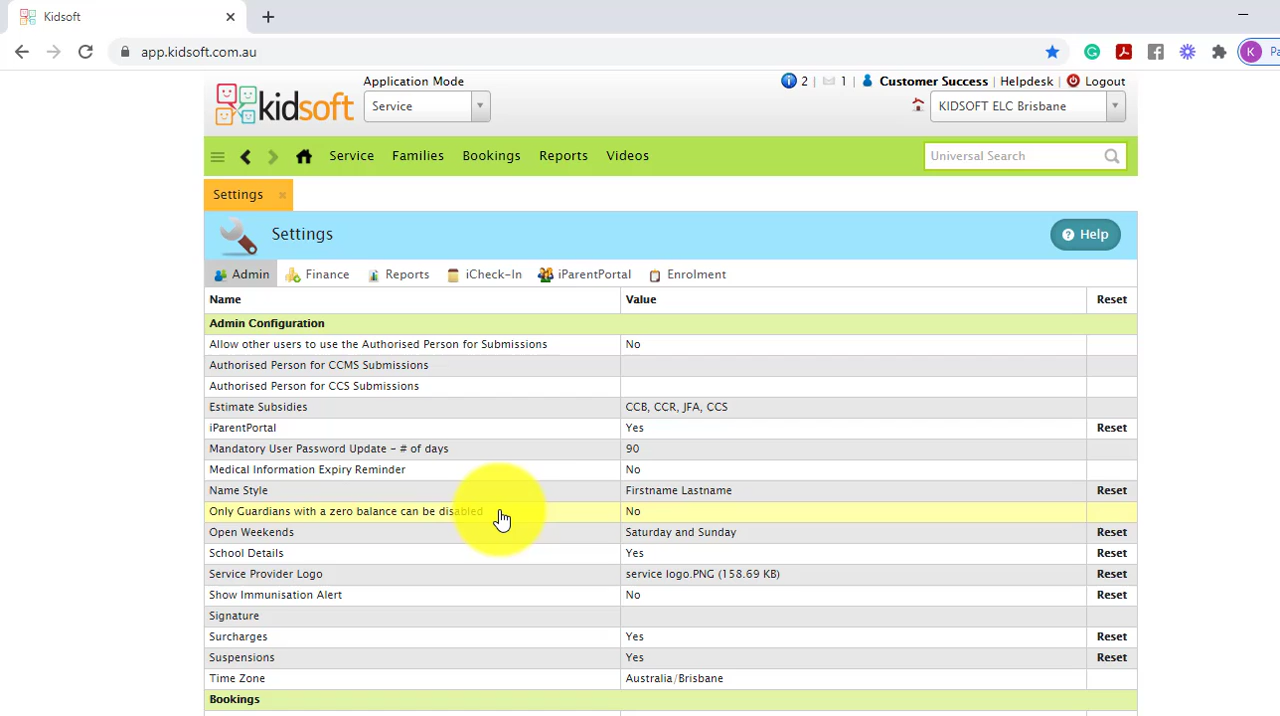 Kidsoft
app.kidsoft.com.au
K Pa
kidsoft
Application Mode
Service
2 | 1 | Customer Success | Helpdesk | Logout
KIDSOFT ELC Brisbane
Service Families Bookings Reports Videos
Universal Search
Settings
Settings
? Help
Admin Finance Reports iCheck-In iParentPortal Enrolment
Name Value Reset
Admin Configuration
Allow other users to use the Authorised Person for Submissions No
Authorised Person for CCMS Submissions
Authorised Person for CCS Submissions
Estimate Subsidies CCB, CCR, JFA, CCS
iParentPortal Yes Reset
Mandatory User Password Update - # of days 90
Medical Information Expiry Reminder No
Name Style Firstname Lastname Reset
Only Guardians with a zero balance can be disabled No
Open Weekends Saturday and Sunday Reset
School Details Yes Reset
Service Provider Logo service logo.PNG (158.69 KB) Reset
Show Immunisation Alert No Reset
Signature
Surcharges Yes Reset
Suspensions Yes Reset
Time Zone Australia/Brisbane
Bookings